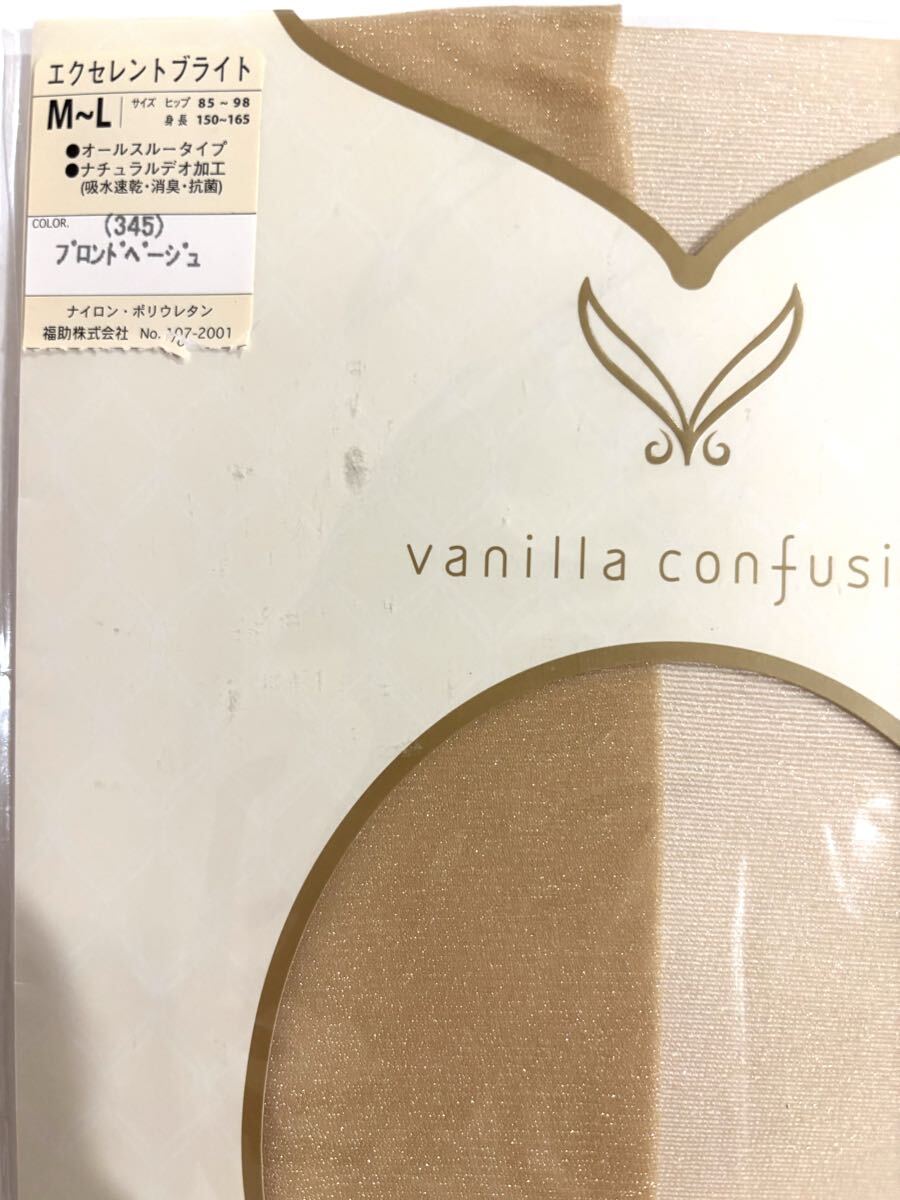 エクセレントブライト
M~L サイズ ヒップ 85~98
身長 150~165
●オールスルータイプ
●ナチュラルデオ加工
(吸水速乾・消臭・抗菌)
COLOR. (345)
ブロンドベージュ
ナイロン・ポリウレタン
福助株式会社 No. 107-2001
vanilla confusi